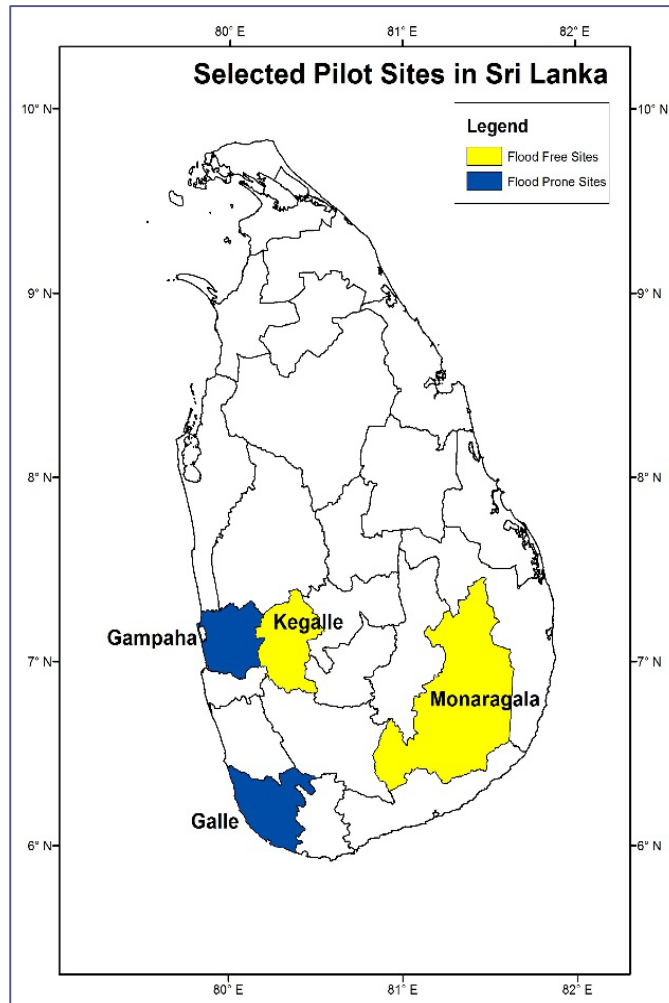 80° E 81° E 82° E
Selected Pilot Sites in Sri Lanka
10° N 10° N
Legend
Flood Free Sites
Flood Prone Sites
9° N 9° N
8° N 8° N
Kegalle
Gampaha
7° N 7° N
Monaragala
Galle
6° N 6° N
80° E 81° E 82° E